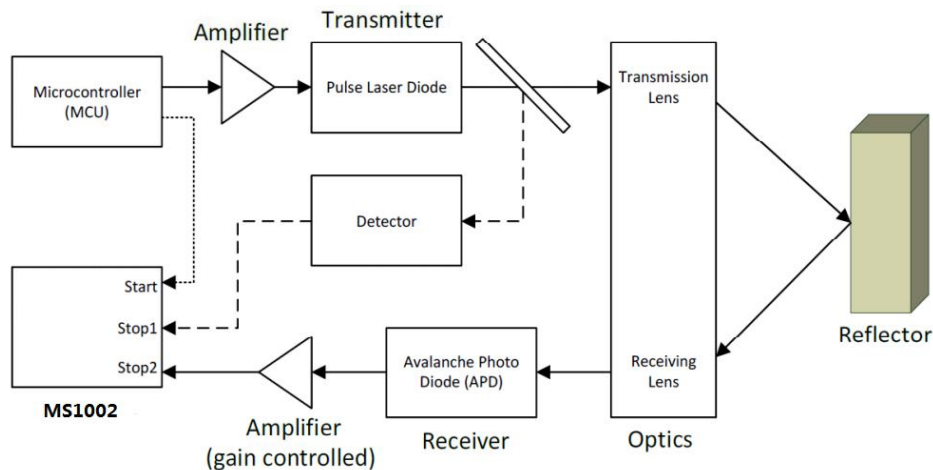 Transmitter
Amplifier
Microcontroller
(MCU)
Pulse Laser Diode
Transmission
Lens
Detector
Start
Stop1
Stop2
MS1002
Amplifier
(gain controlled)
Avalanche Photo
Diode (APD)
Receiver
Receiving
Lens
Optics
Reflector